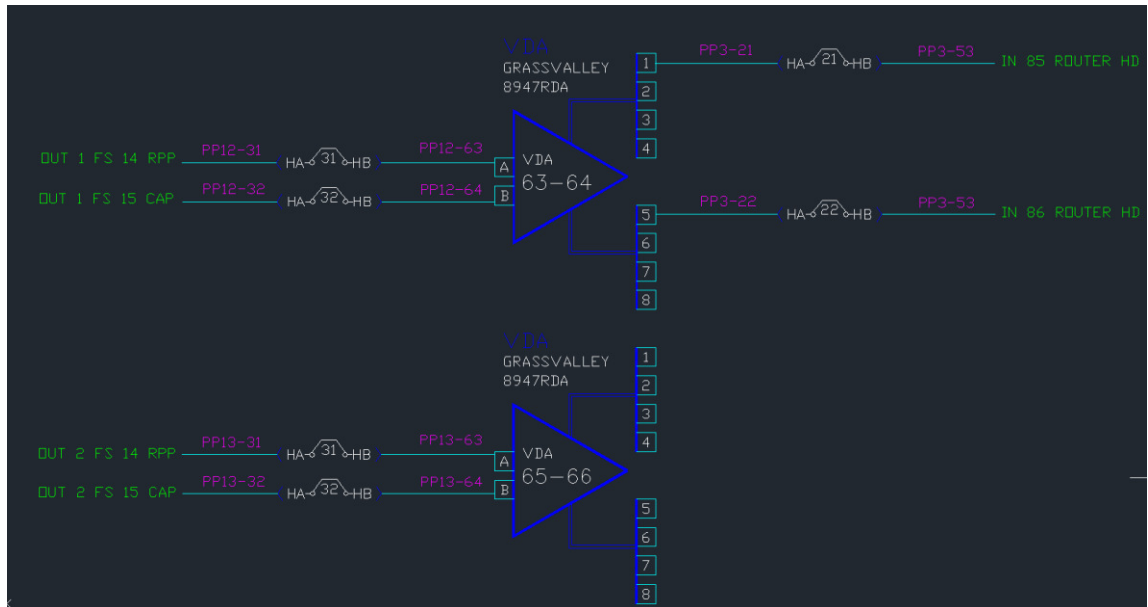 VDA
GRASSVALLEY
8947RDA
OUT 1 FS 14 RPP PP12-31 HA 31 HB PP12-63 A
OUT 1 FS 15 CAP PP12-32 HA 32 HB PP12-64 B
VDA
63-64
1 PP3-21 HA 21 HB PP3-53 IN 85 ROUTER HD
2
3
4
5 PP3-22 HA 22 HB PP3-53 IN 86 ROUTER HD
6
7
8
VDA
GRASSVALLEY
8947RDA
OUT 2 FS 14 RPP PP13-31 HA 31 HB PP13-63 A
OUT 2 FS 15 CAP PP13-32 HA 32 HB PP13-64 B
VDA
65-66
1
2
3
4
5
6
7
8